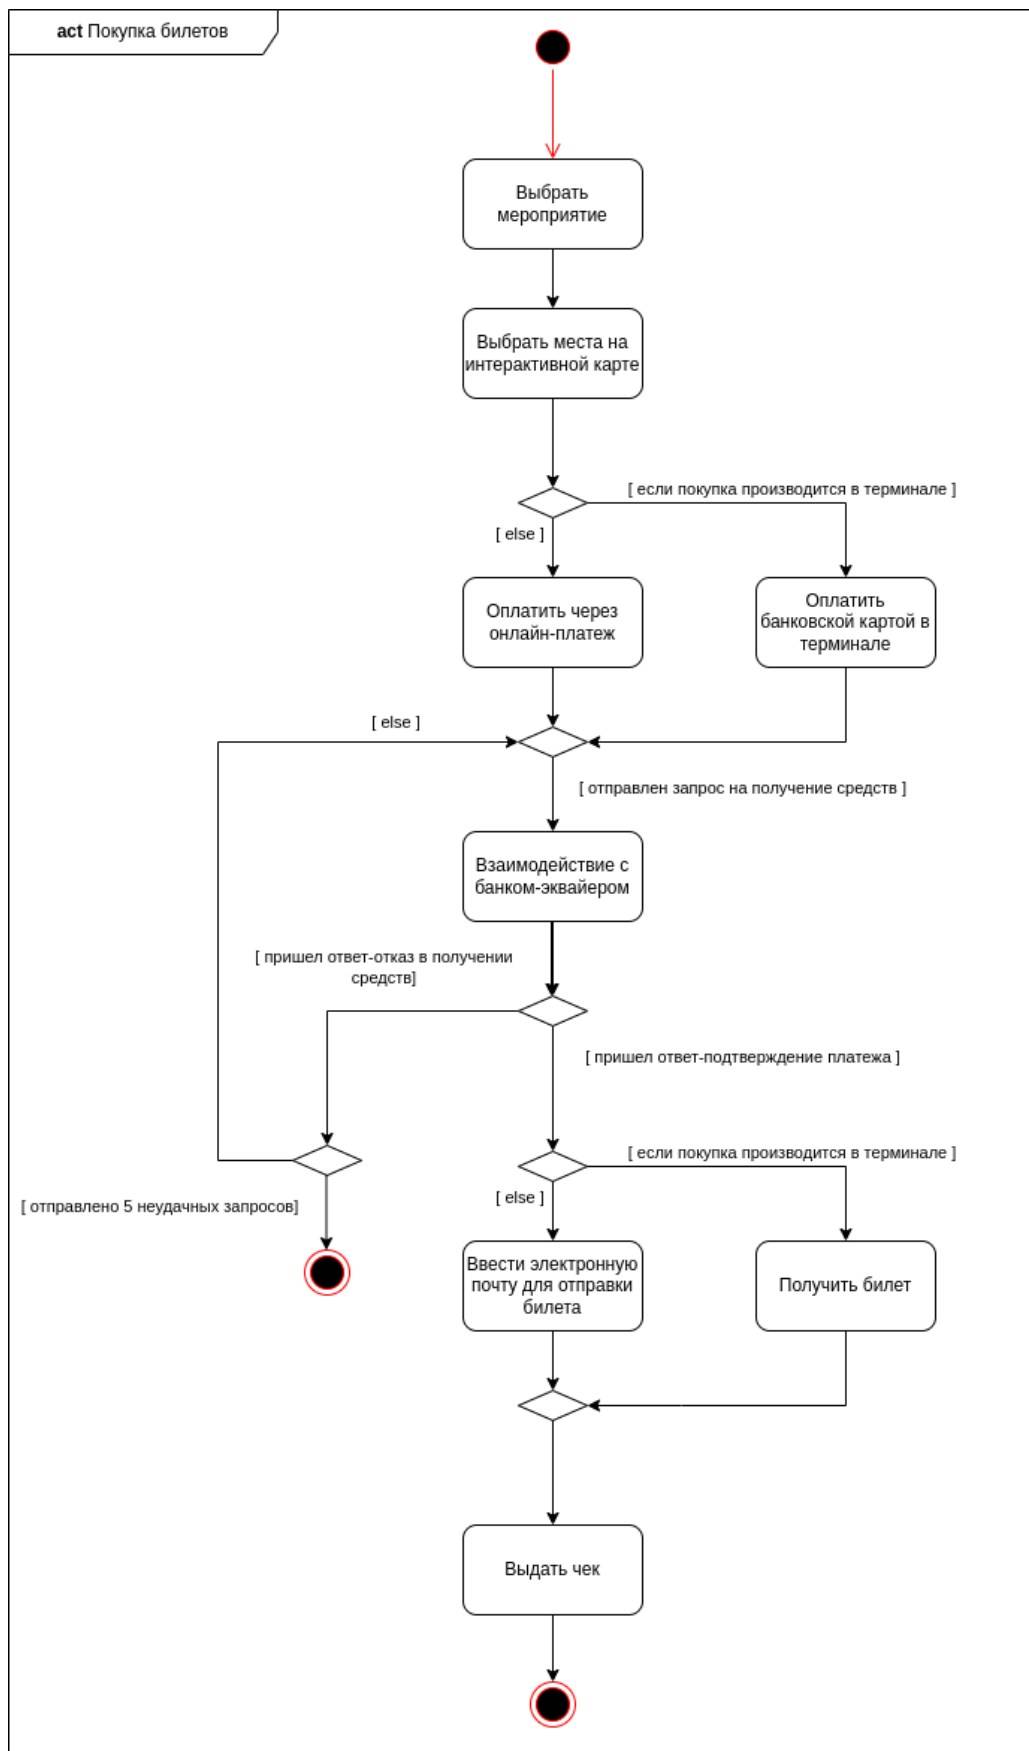 act Покупка билетов
Выбрать
мероприятие
Выбрать места на
интерактивной карте
[ если покупка производится в терминале ]
[ else ]
Оплатить через
онлайн-платеж
Оплатить
банковской картой в
терминале
[ else ]
[ отправлен запрос на получение средств ]
Взаимодействие с
банком-эквайером
[ пришел ответ-отказ в получении
средств]
[ пришел ответ-подтверждение платежа ]
[ если покупка производится в терминале ]
[ else ]
[ отправлено 5 неудачных запросов]
Ввести электронную
почту для отправки
билета
Получить билет
Выдать чек